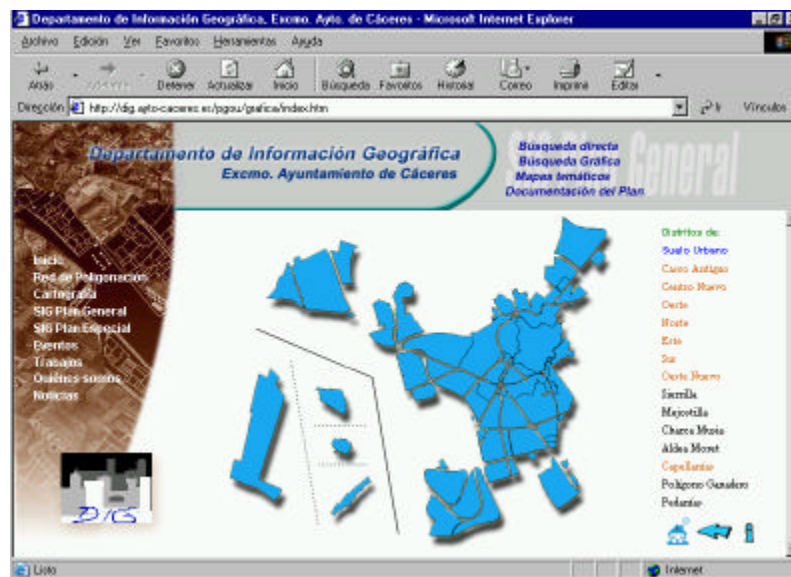 Departamento de Información Geográfica, Excmo. Ayto. de Cáceres - Microsoft Internet Explorer
Archivo Edición Ver Favoritos Herramientas Ayuda
Atrás Detener Actualizar Inicio Búsqueda Favoritos Historial Correo Imprimir Editar
Dirección http://dig.ayto-caceres.es/pgou/grafica/index.htm Ir Vínculos
Departamento de Información Geográfica
Excmo. Ayuntamiento de Cáceres
SIG Plan General
Búsqueda directa
Búsqueda Gráfica
Mapas temáticos
Documentación del Plan
Inicio
Red de Poligonación
Cartografía
SIG Plan General
SIG Plan Especial
Eventos
Trabajos
Quiénes somos
Noticias
Distritos de:
Suelo Urbano
Casco Antiguo
Centro Nuevo
Oeste
Norte
Este
Sur
Oeste Nuevo
Sierrilla
Mejostilla
Charca Musia
Aldea Moret
Capellanías
Polígono Ganadero
Pedanías
Listo
Internet